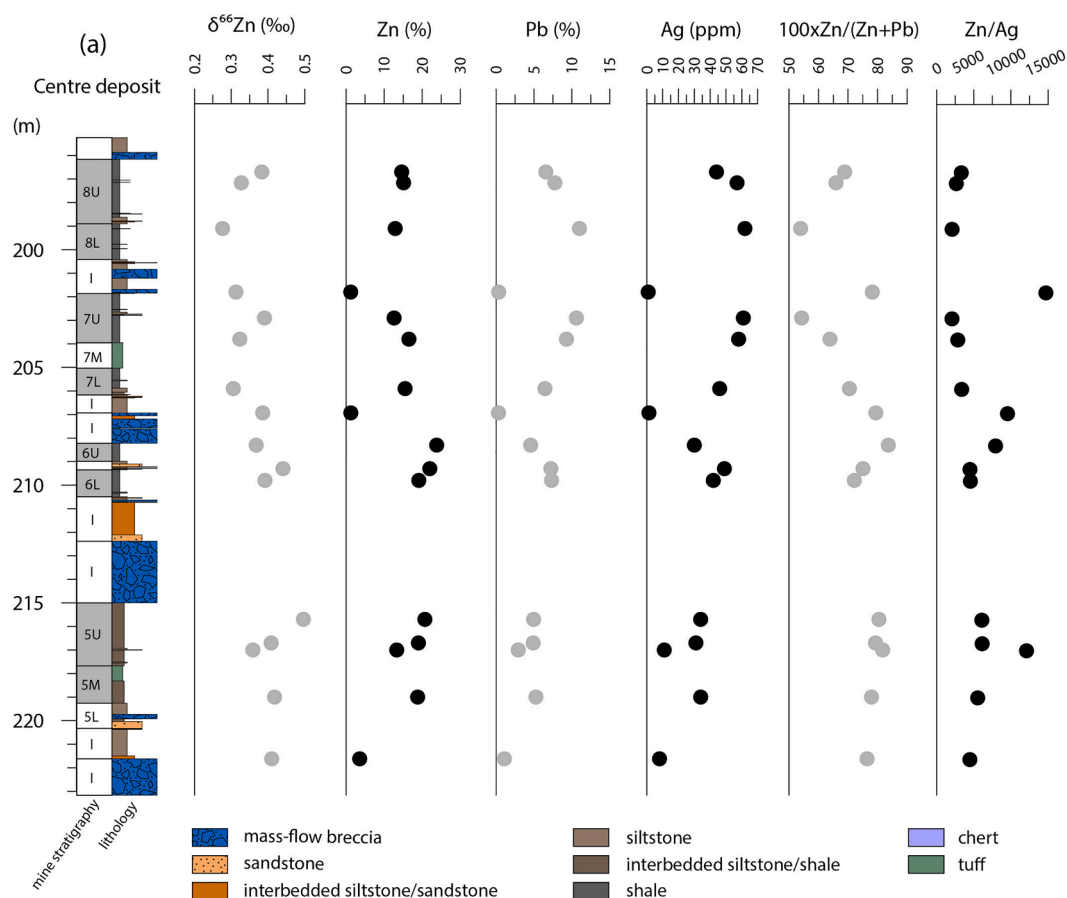 (a)
Centre deposit
(m)
δ⁶⁶Zn (‰)
Zn (%)
Pb (%)
Ag (ppm)
100xZn/(Zn+Pb)
Zn/Ag
0.2 0.3 0.4 0.5
0 10 20 30
0 5 10 15
0 10 20 30 40 50 60 70
50 60 70 80 90
0 5000 10000 15000
8U
8L
200
I
7U
7M
205
7L
I
I
6U
6L
210
I
I
215
5U
5M
5L
220
I
I
mine stratigraphy
lithology
mass-flow breccia
sandstone
interbedded siltstone/sandstone
siltstone
interbedded siltstone/shale
shale
chert
tuff